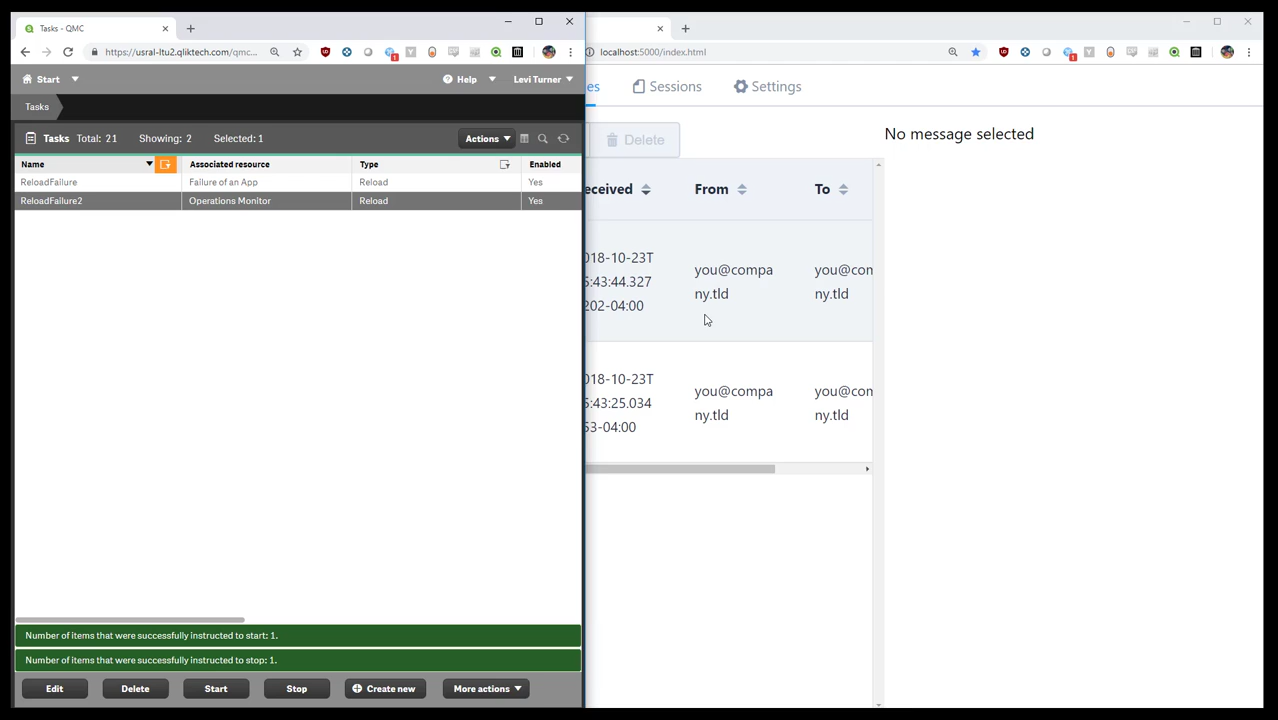 Tasks - QMC
https://usral-ltu2.qliktech.com/qmc...
localhost:5000/index.html
1
1
Start
Help
Levi Turner
es
Sessions
Settings
Tasks
Tasks Total: 21 Showing: 2 Selected: 1
Actions
Delete
No message selected
Name
Associated resource
Type
Enabled
ReloadFailure
Failure of an App
Reload
Yes
ReloadFailure2
Operations Monitor
Reload
Yes
eceived
From
To
018-10-23T
5:43:44.327
202-04:00
you@compa
ny.tld
you@com
ny.tld
018-10-23T
5:43:25.034
53-04:00
you@compa
ny.tld
you@com
ny.tld
Number of items that were successfully instructed to start: 1.
Number of items that were successfully instructed to stop: 1.
Edit
Delete
Start
Stop
Create new
More actions